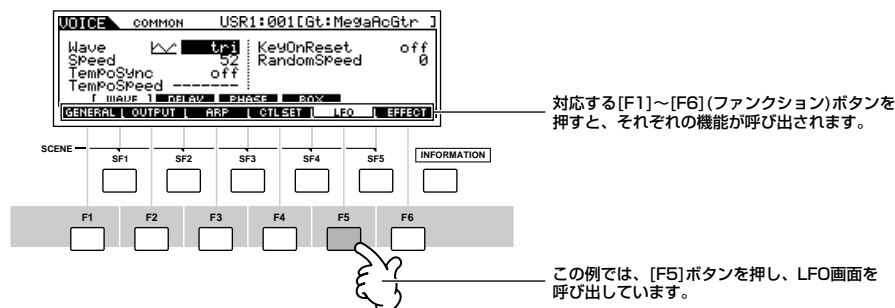 VOICE COMMON USR1:001[Gt:MegaAcGtr ]
Wave tri KeyOnReset off
Speed 52 RandomSpeed 0
TempoSync off
TempoSpeed -------
[ WAVE ] DELAY PHASE BOX
GENERAL OUTPUT ARP CTL SET LFO EFFECT
対応する[F1]～[F6](ファンクション)ボタンを
押すと、それぞれの機能が呼び出されます。
SCENE SF1 SF2 SF3 SF4 SF5 INFORMATION
F1 F2 F3 F4 F5 F6
この例では、[F5]ボタンを押し、LFO画面を
呼び出しています。